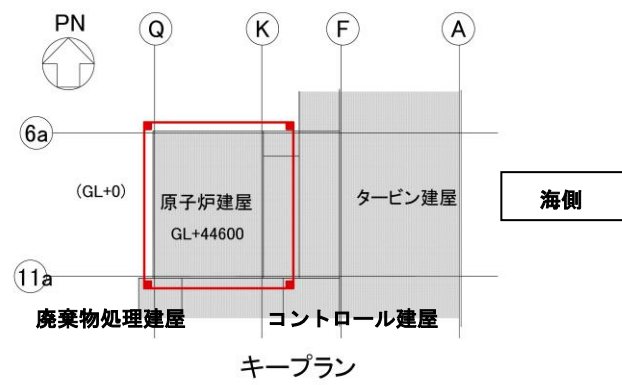 PN
Q
K
F
A
6a
(GL+0)
原子炉建屋
GL+44600
タービン建屋
海側
11a
廃棄物処理建屋
コントロール建屋
キープラン